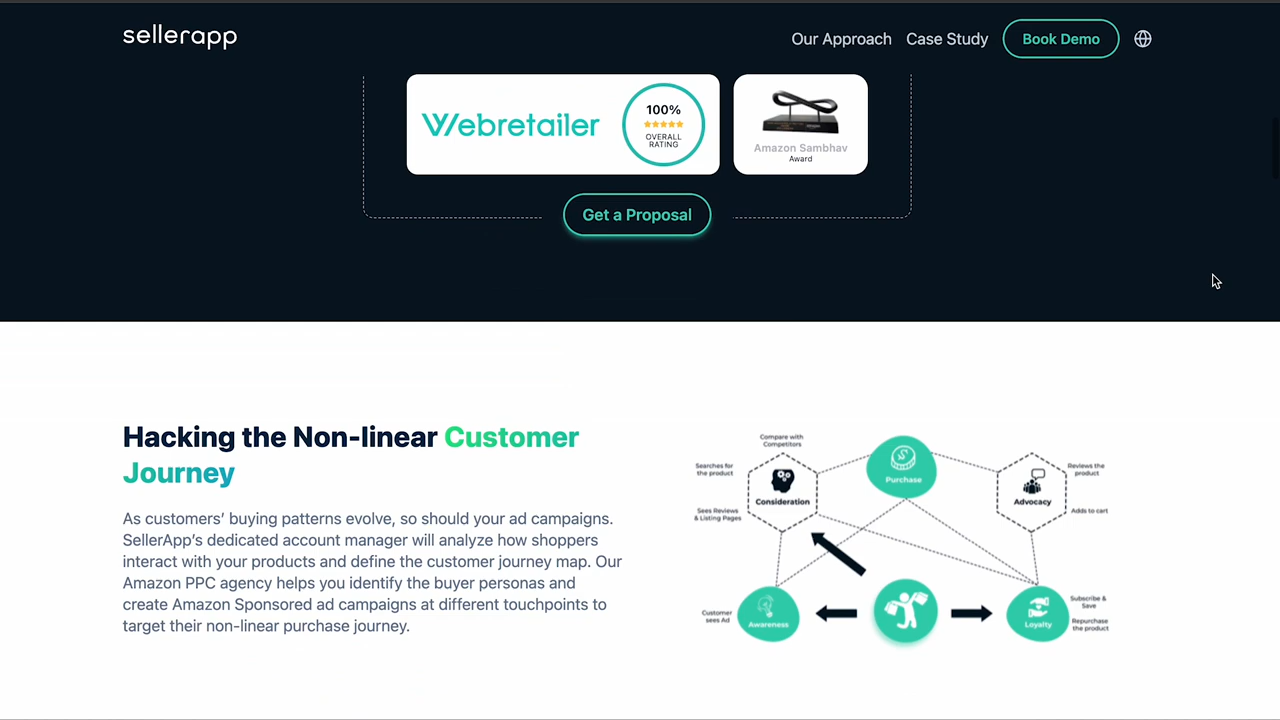 sellerapp
Our Approach
Case Study
Book Demo
Webretailer
100%
OVERALL
RATING
Amazon Sambhav
Award
Get a Proposal
Hacking the Non-linear Customer
Journey
As customers’ buying patterns evolve, so should your ad campaigns.
SellerApp’s dedicated account manager will analyze how shoppers
interact with your products and define the customer journey map. Our
Amazon PPC agency helps you identify the buyer personas and
create Amazon Sponsored ad campaigns at different touchpoints to
target their non-linear purchase journey.
Compare with
Competitors
Searches for
the product
Consideration
Sees Reviews
& Listing Pages
Purchase
Reviews the
product
Advocacy
Adds to cart
Customer
sees Ad
Awareness
Loyalty
Subscribe &
Save
Repurchase
the product